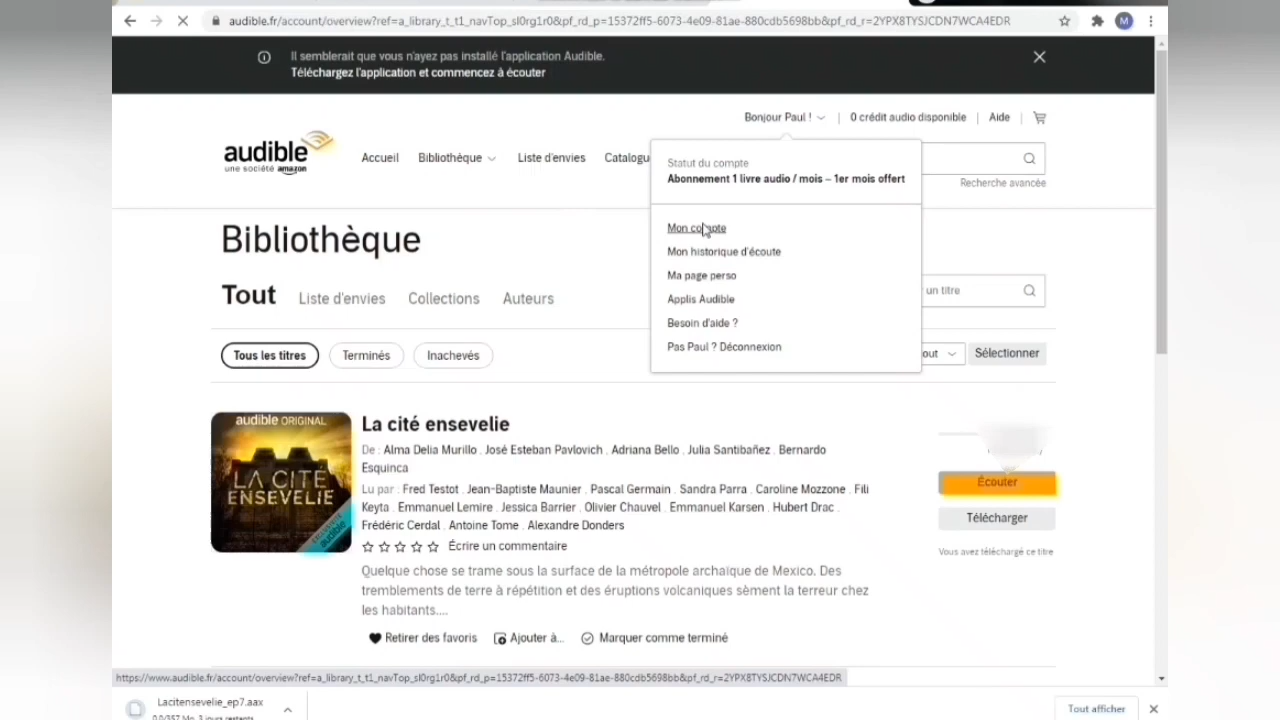 audible.fr/account/overview?ref=a_library_t_t1_navTop_sl0rg1r0&pf_rd_p=15372ff5-6073-4e09-81ae-880cdb5698bb&pf_rd_r=2YPX8TYSJCDN7WCA4EDR
M
Il semblerait que vous n'ayez pas installé l'application Audible.
Téléchargez l'application et commencez à écouter
Bonjour Paul ! | 0 crédit audio disponible | Aide |
audible
une société amazon
Accueil Bibliothèque Liste d'envies Catalogu
Recherche avancée
Statut du compte
Abonnement 1 livre audio / mois – 1er mois offert
Mon compte
Mon historique d'écoute
Ma page perso
Applis Audible
Besoin d'aide ?
Pas Paul ? Déconnexion
Bibliothèque
Tout Liste d'envies Collections Auteurs
un titre
Tous les titres Terminés Inachevés
out Sélectionner
audible ORIGINAL
LA CITÉ
ENSEVELIE
audible
La cité ensevelie
De : Alma Delia Murillo . José Esteban Pavlovich . Adriana Bello . Julia Santibañez . Bernardo
Esquinca
Lu par : Fred Testot . Jean-Baptiste Maunier . Pascal Germain . Sandra Parra . Caroline Mozzone . Fili
Keyta . Emmanuel Lemire . Jessica Barrier . Olivier Chauvel . Emmanuel Karsen . Hubert Drac .
Frédéric Cerdal . Antoine Tome . Alexandre Donders
Écrire un commentaire
Quelque chose se trame sous la surface de la métropole archaïque de Mexico. Des
tremblements de terre à répétition et des éruptions volcaniques sèment la terreur chez
les habitants....
Retirer des favoris Ajouter à... Marquer comme terminé
Écouter
Télécharger
Vous avez téléchargé ce titre
https://www.audible.fr/account/overview?ref=a_library_t_t1_navTop_sl0rg1r0&pf_rd_p=15372ff5-6073-4e09-81ae-880cdb5698bb&pf_rd_r=2YPX8TYSJCDN7WCA4EDR
Lacitensevelie_ep7.aax
0,0/357 Mo, 3 jours restants
Tout afficher